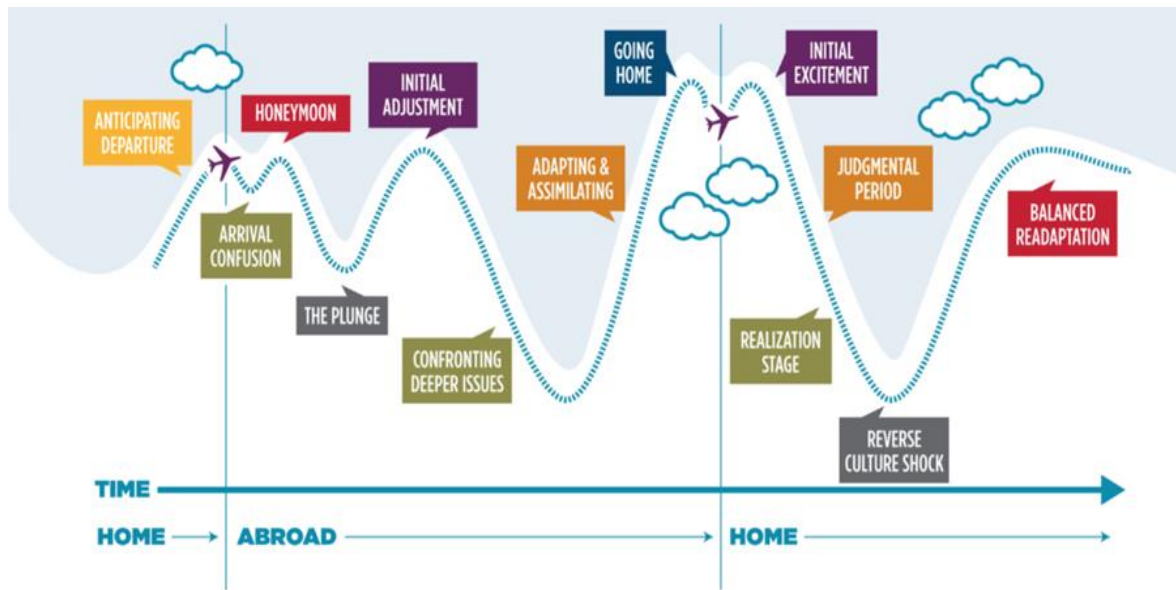 ANTICIPATING
DEPARTURE
HONEYMOON
ARRIVAL
CONFUSION
THE PLUNGE
INITIAL
ADJUSTMENT
CONFRONTING
DEEPER ISSUES
ADAPTING &
ASSIMILATING
GOING
HOME
INITIAL
EXCITEMENT
REALIZATION
STAGE
JUDGMENTAL
PERIOD
REVERSE
CULTURE SHOCK
BALANCED
READAPTATION
TIME
HOME
ABROAD
HOME